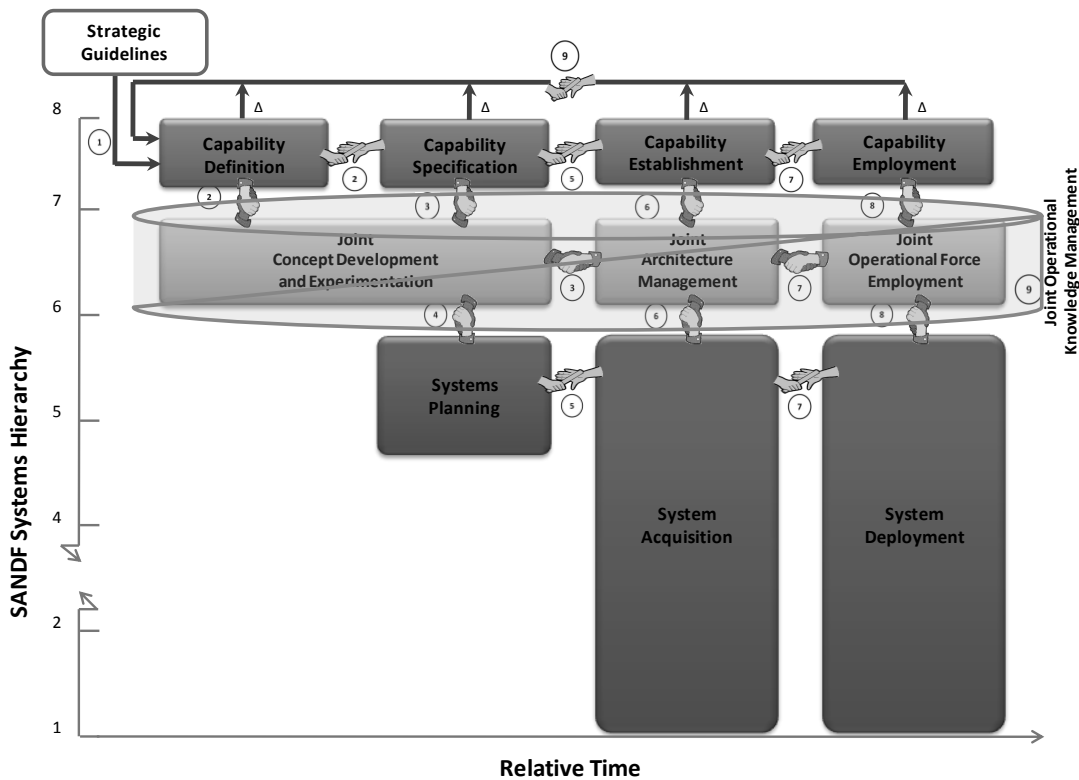 Strategic
Guidelines
9
8
Δ
Δ
Δ
Δ
1
Capability
Definition
Capability
Specification
Capability
Establishment
Capability
Employment
2
5
7
2
3
6
8
7
Joint
Concept Development
and Experimentation
Joint
Architecture
Management
Joint
Operational Force
Employment
3
7
9
Joint Operational
Knowledge Management
6
4
6
8
Systems
Planning
5
7
5
System
Acquisition
System
Deployment
4
2
1
SANDF Systems Hierarchy
Relative Time